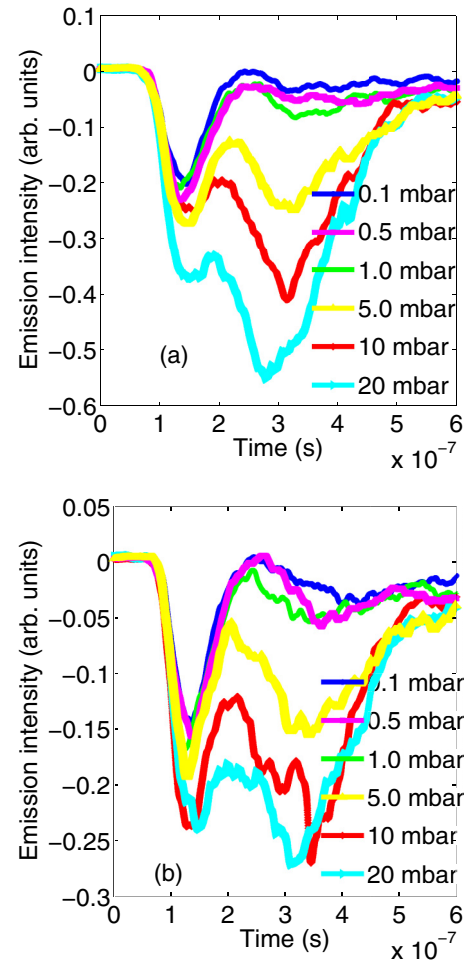 0.1
0
−0.1
−0.2
−0.3
−0.4
−0.5
−0.6
Emission intensity (arb. units)
0.1 mbar
0.5 mbar
1.0 mbar
5.0 mbar
10 mbar
20 mbar
(a)
0 1 2 3 4 5 6
Time (s)
x 10⁻⁷
0.05
0
−0.05
−0.1
−0.15
−0.2
−0.25
−0.3
Emission intensity (arb. units)
0.1 mbar
0.5 mbar
1.0 mbar
5.0 mbar
10 mbar
20 mbar
(b)
0 1 2 3 4 5 6
Time (s)
x 10⁻⁷